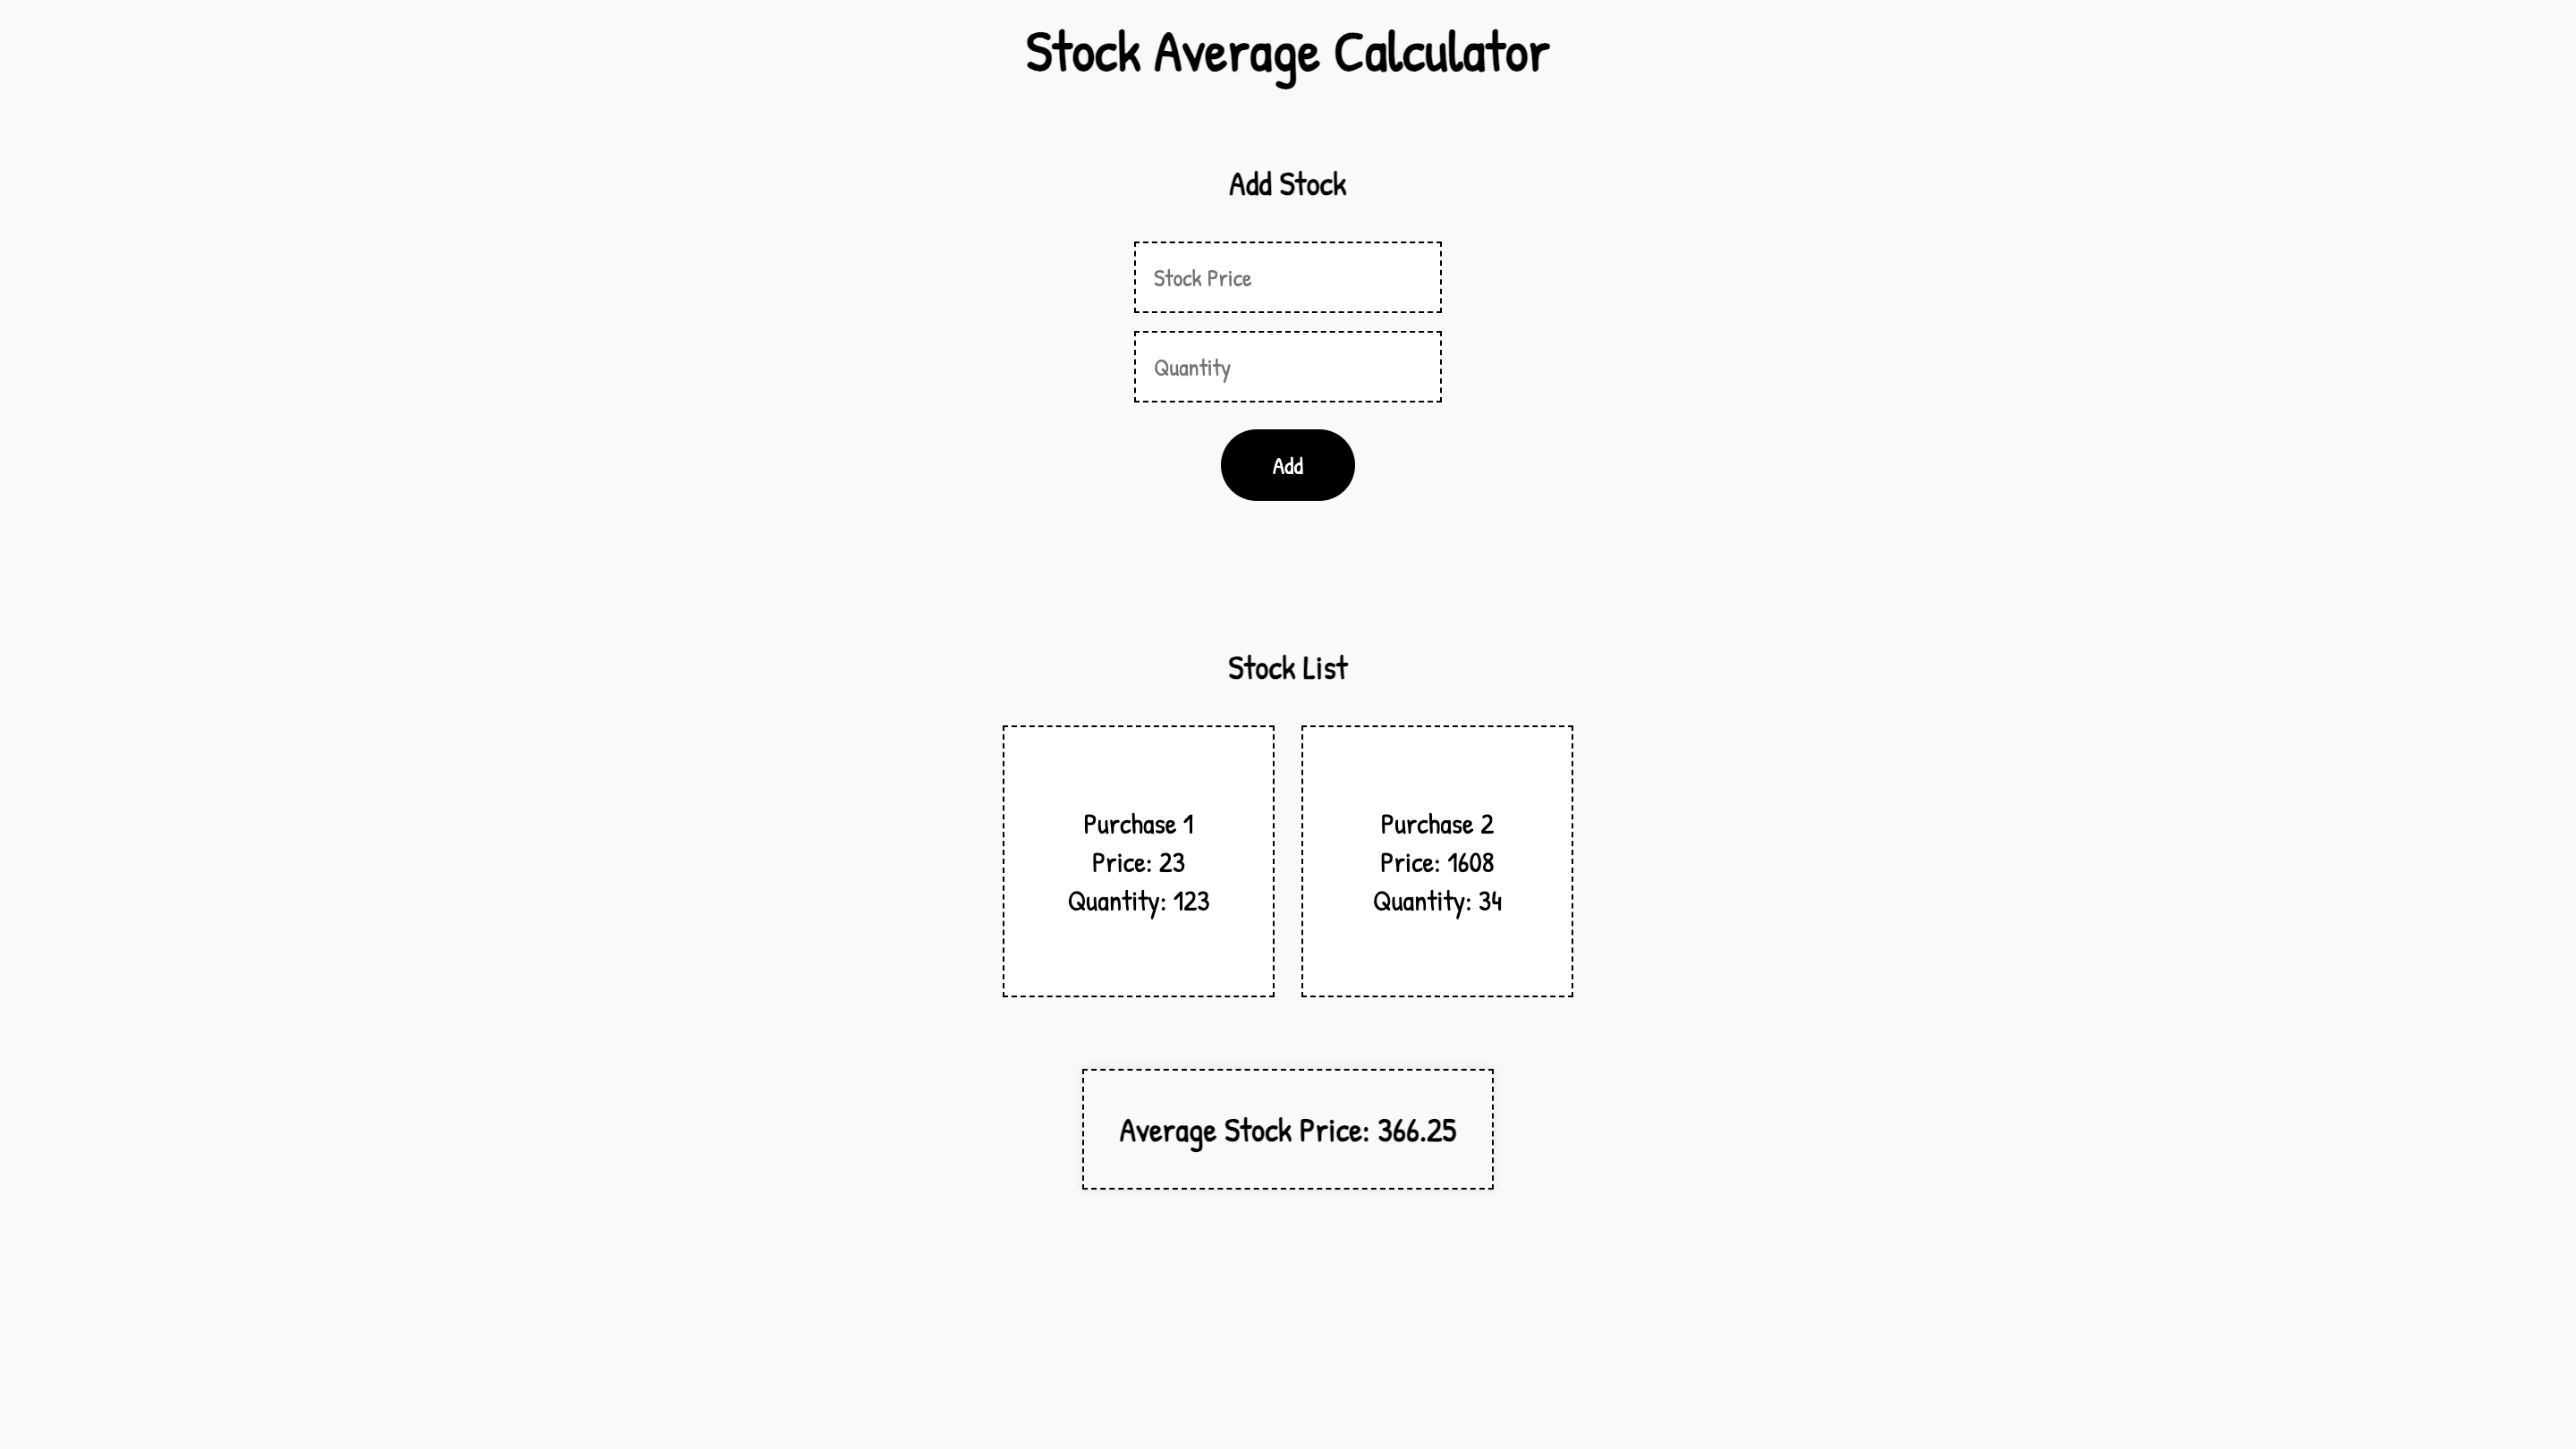 Stock Average Calculator
Add Stock
Stock Price
Quantity
Add
Stock List
Purchase 1
Price: 23
Quantity: 123
Purchase 2
Price: 1608
Quantity: 34
Average Stock Price: 366.25